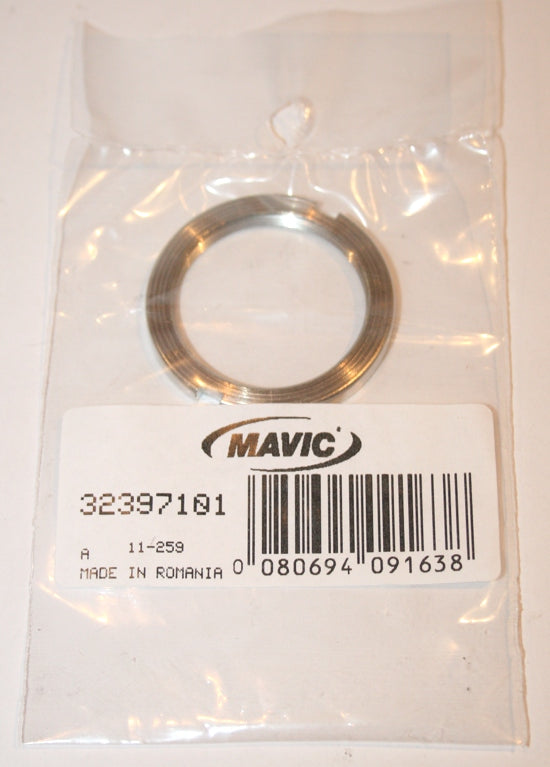 MAVIC
32397101
A 11-259
MADE IN ROMANIA
0 080694 091638